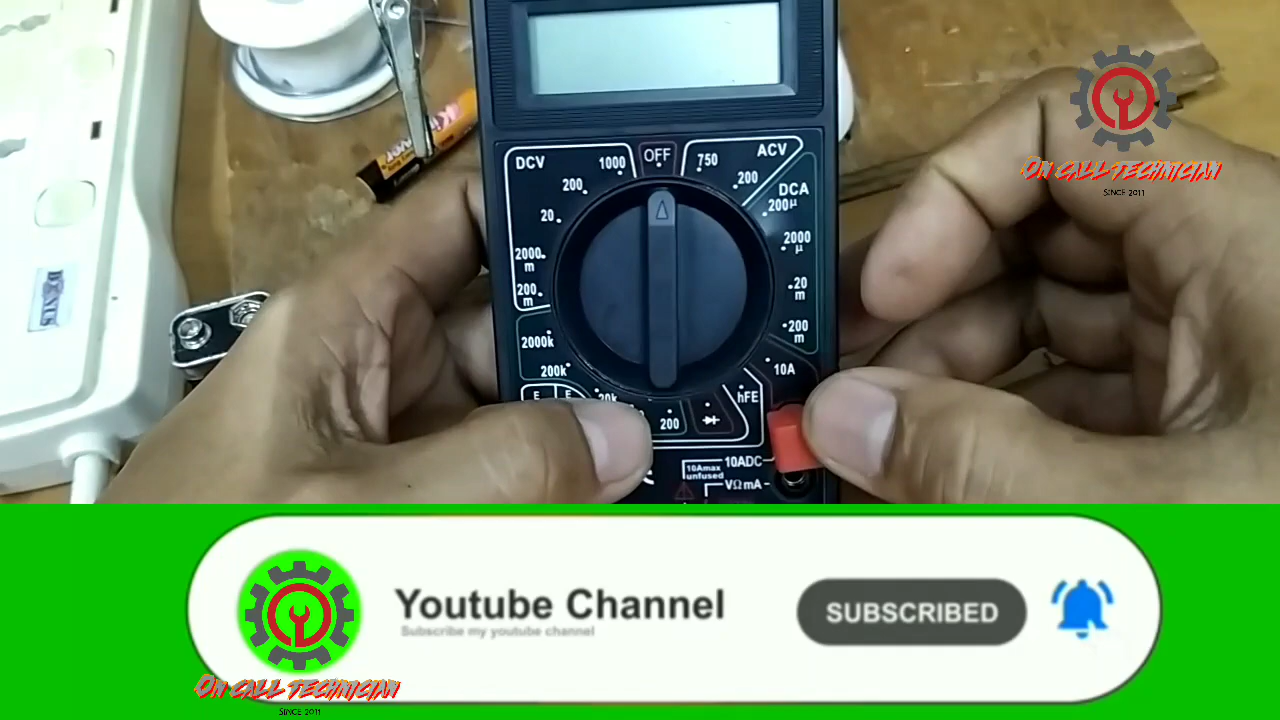 DCV
1000
OFF
750
ACV
200
200
DCA
200μ
20
2000
μ
2000
m
20
m
200
m
200
m
2000k
200k
10A
E
E
20k
hFE
200
10Amax
unfused
10ADC
VΩmA
ON CALL TECHNICIAN
SINCE 2011
Youtube Channel
Subscribe my youtube channel
SUBSCRIBED
ON CALL TECHNICIAN
SINCE 2011